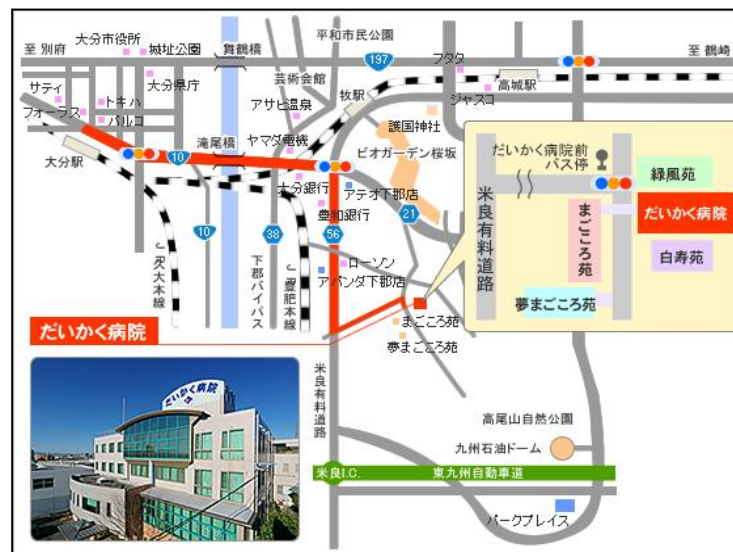 平和市民公園
大分市役所
城址公園
舞鶴橋
至 別府
197
フタタ
至 鶴崎
大分県庁
芸術会館
牧駅
高城駅
サティ
トキハ
アサヒ温泉
ジャスコ
フォーラス
パルコ
護国神社
滝尾橋
ヤマダ電機
ビオガーデン桜坂
だいかく病院前
バス停
大分駅
10
大分銀行
アテオ下郡店
緑風苑
豊和銀行
21
米良有料道路
まごころ苑
だいかく病院
10
38
56
白寿苑
JR久大本線
下郡バイパス
JR豊肥本線
ローソン
アバンダ下郡店
夢まごころ苑
だいかく病院
まごころ苑
夢まごころ苑
米良有料道路
だいかく病院
高尾山自然公園
九州石油ドーム
米良I.C.
東九州自動車道
パークプレイス